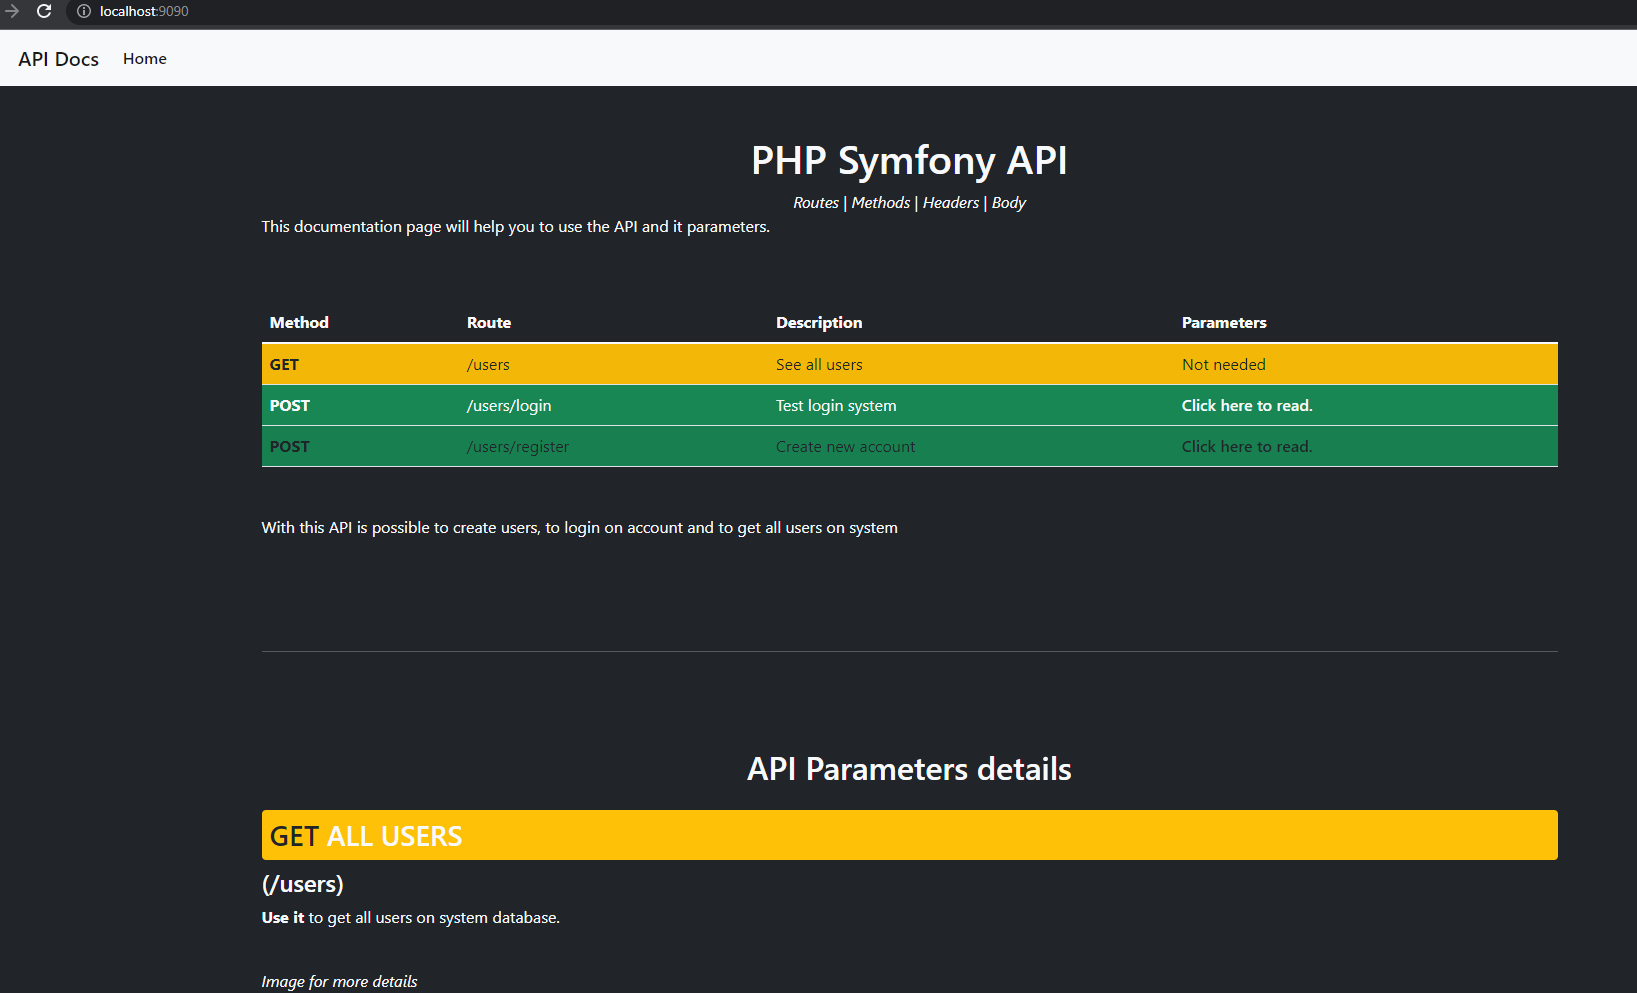 localhost:9090
API Docs Home
PHP Symfony API
Routes | Methods | Headers | Body
This documentation page will help you to use the API and it parameters.
Method Route Description Parameters
GET /users See all users Not needed
POST /users/login Test login system Click here to read.
POST /users/register Create new account Click here to read.
With this API is possible to create users, to login on account and to get all users on system
API Parameters details
GET ALL USERS
(/users)
Use it to get all users on system database.
Image for more details